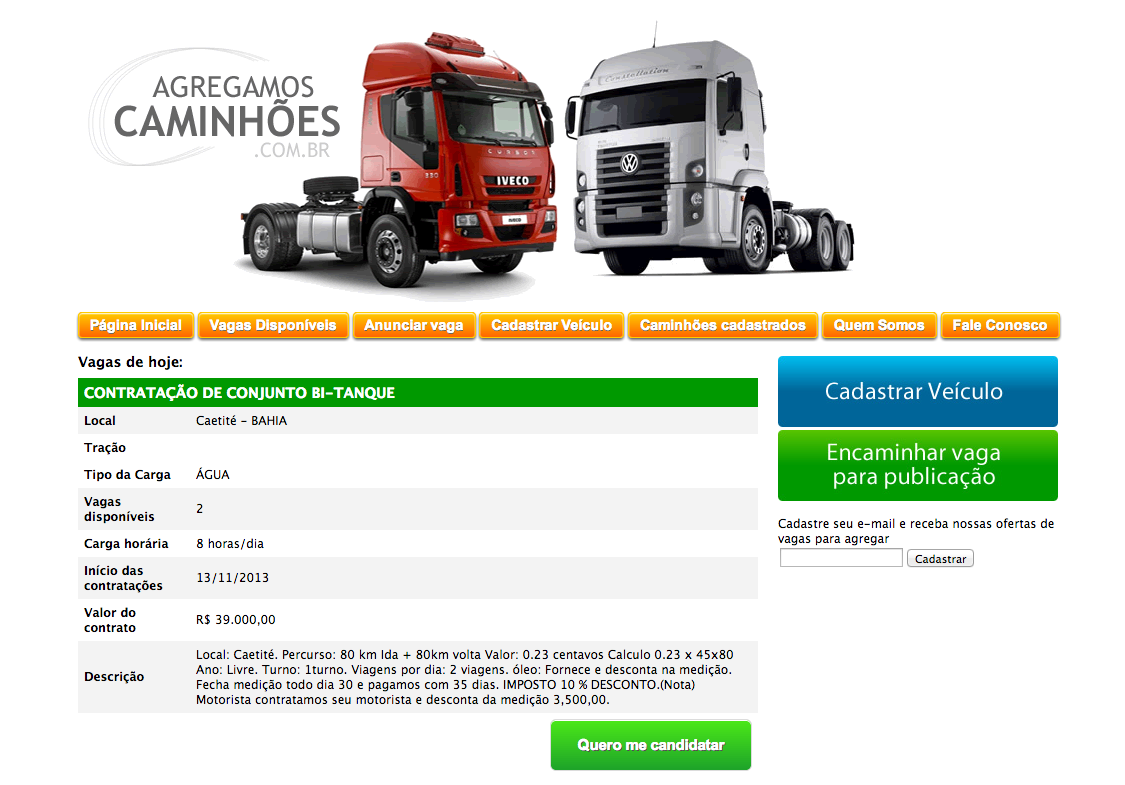 AGREGAMOS
CAMINHÕES
.COM.BR
CURSOR
330
IVECO
IVECO
Constellation
Página Inicial
Vagas Disponíveis
Anunciar vaga
Cadastrar Veículo
Caminhões cadastrados
Quem Somos
Fale Conosco
Vagas de hoje:
CONTRATAÇÃO DE CONJUNTO BI-TANQUE
Local Caetité - BAHIA
Tração
Tipo da Carga ÁGUA
Vagas
disponíveis 2
Carga horária 8 horas/dia
Início das
contratações 13/11/2013
Valor do
contrato R$ 39.000,00
Descrição
Local: Caetité. Percurso: 80 km Ida + 80km volta Valor: 0.23 centavos Calculo 0.23 x 45x80
Ano: Livre. Turno: 1turno. Viagens por dia: 2 viagens. óleo: Fornece e desconta na medição.
Fecha medição todo dia 30 e pagamos com 35 dias. IMPOSTO 10 % DESCONTO.(Nota)
Motorista contratamos seu motorista e desconta da medição 3,500,00.
Quero me candidatar
Cadastrar Veículo
Encaminhar vaga
para publicação
Cadastre seu e-mail e receba nossas ofertas de
vagas para agregar
Cadastrar